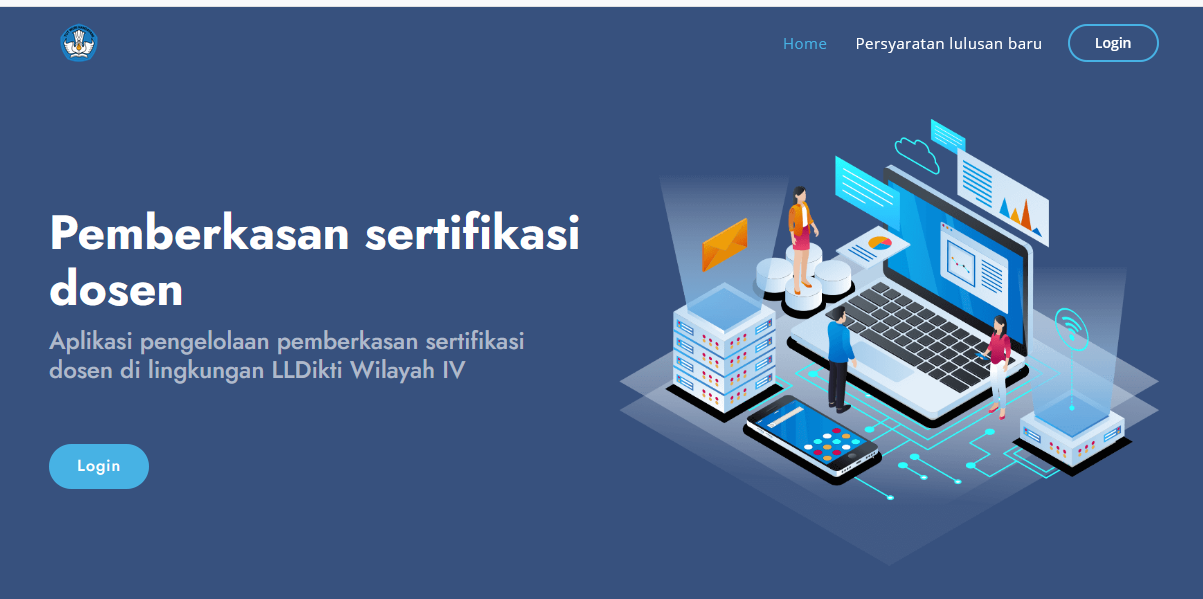 Home
Persyaratan lulusan baru
Login
Pemberkasan sertifikasi
dosen
Aplikasi pengelolaan pemberkasan sertifikasi
dosen di lingkungan LLDikti Wilayah IV
Login